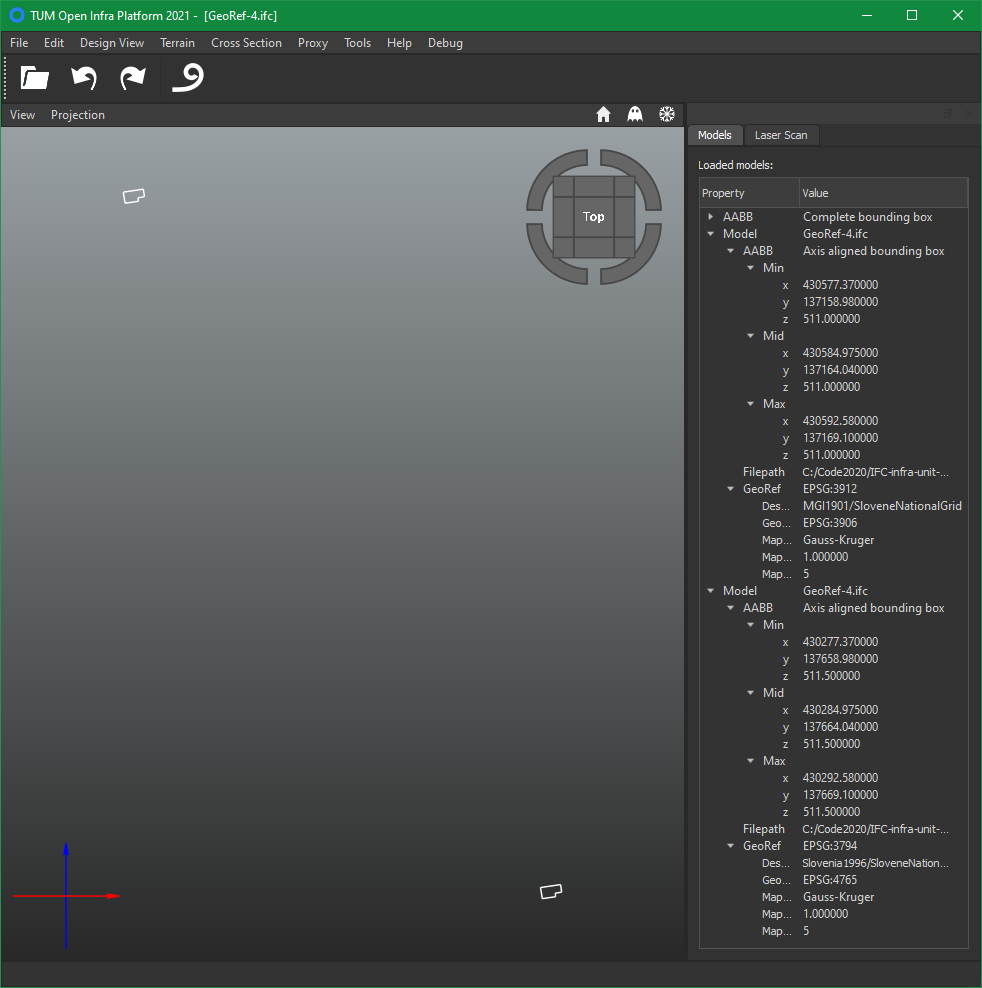 TUM Open Infra Platform 2021 - [GeoRef-4.ifc]
File Edit Design View Terrain Cross Section Proxy Tools Help Debug
View Projection
Top
Models Laser Scan
Loaded models:
Property Value
AABB Complete bounding box
Model GeoRef-4.ifc
AABB Axis aligned bounding box
Min
x 430577.370000
y 137158.980000
z 511.000000
Mid
x 430584.975000
y 137164.040000
z 511.000000
Max
x 430592.580000
y 137169.100000
z 511.000000
Filepath C:/Code2020/IFC-infra-unit-...
GeoRef EPSG:3912
Des... MGI1901/SloveneNationalGrid
Geo... EPSG:3906
Map... Gauss-Kruger
Map... 1.000000
Map... 5
Model GeoRef-4.ifc
AABB Axis aligned bounding box
Min
x 430277.370000
y 137658.980000
z 511.500000
Mid
x 430284.975000
y 137664.040000
z 511.500000
Max
x 430292.580000
y 137669.100000
z 511.500000
Filepath C:/Code2020/IFC-infra-unit-...
GeoRef EPSG:3794
Des... Slovenia1996/SloveneNation...
Geo... EPSG:4765
Map... Gauss-Kruger
Map... 1.000000
Map... 5